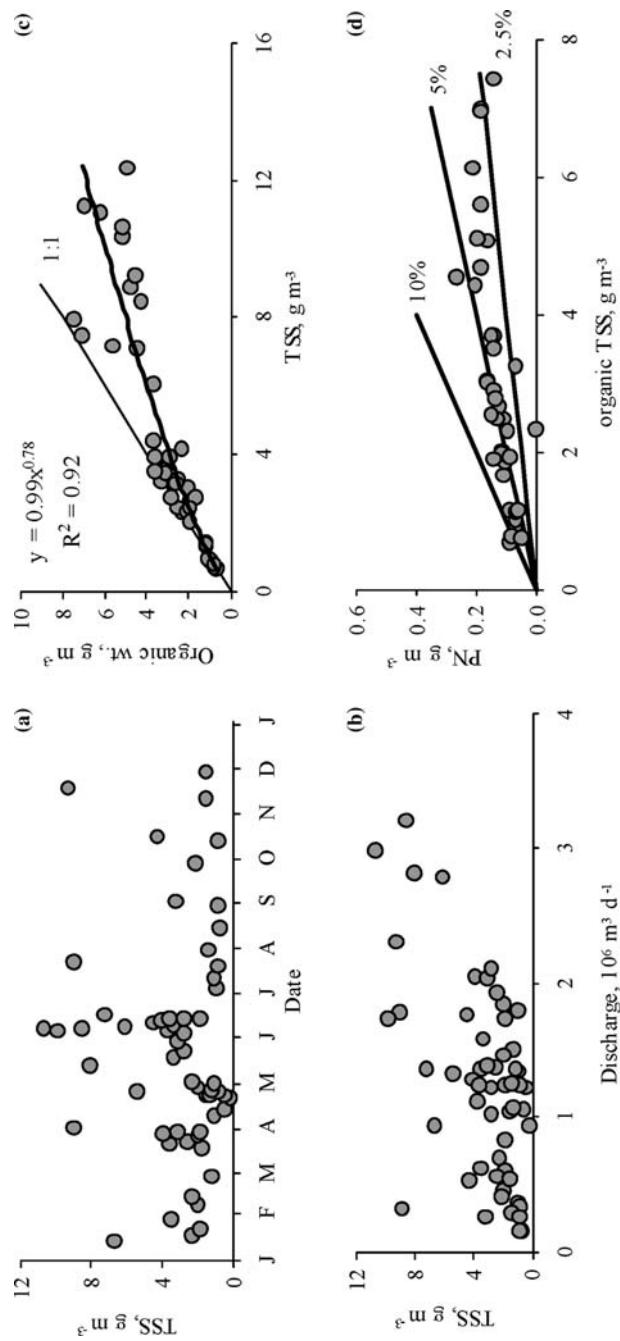 (a)
12
8
4
0
TSS, g m⁻³
J F M A M J J A S O N D J
Date
(b)
12
8
4
0
TSS, g m⁻³
0 1 2 3 4
Discharge, 10⁶ m³ d⁻¹
(c)
y = 0.99x^0.78
R² = 0.92
1:1
10
8
6
4
2
0
Organic wt., g m⁻³
0 4 8 12 16
TSS, g m⁻³
(d)
10%
5%
2.5%
0.6
0.4
0.2
0.0
PN, g m⁻³
0 2 4 6 8
organic TSS, g m⁻³